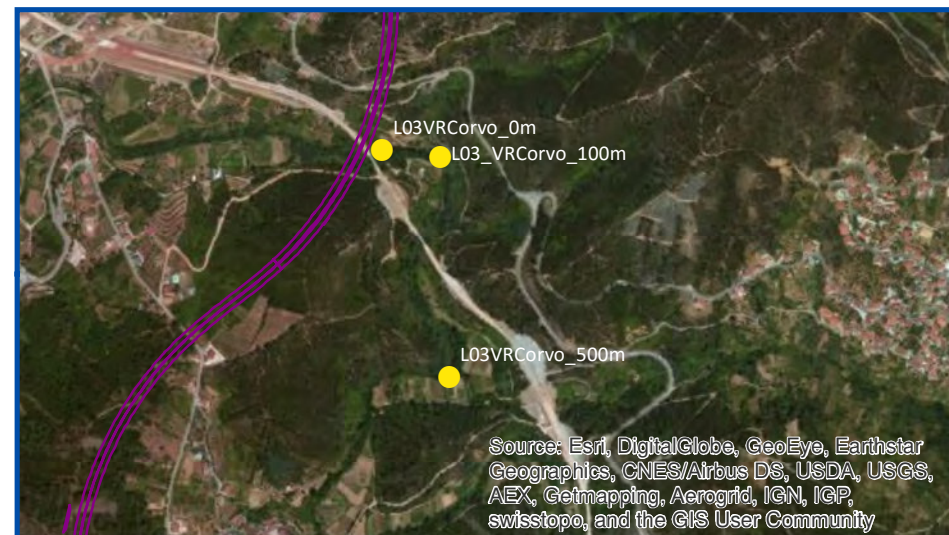 L03VRCorvo_0m
L03_VRCorvo_100m
L03VRCorvo_500m
Source: Esri, DigitalGlobe, GeoEye, Earthstar
Geographics, CNES/Airbus DS, USDA, USGS,
AEX, Getmapping, Aerogrid, IGN, IGP,
swisstopo, and the GIS User Community